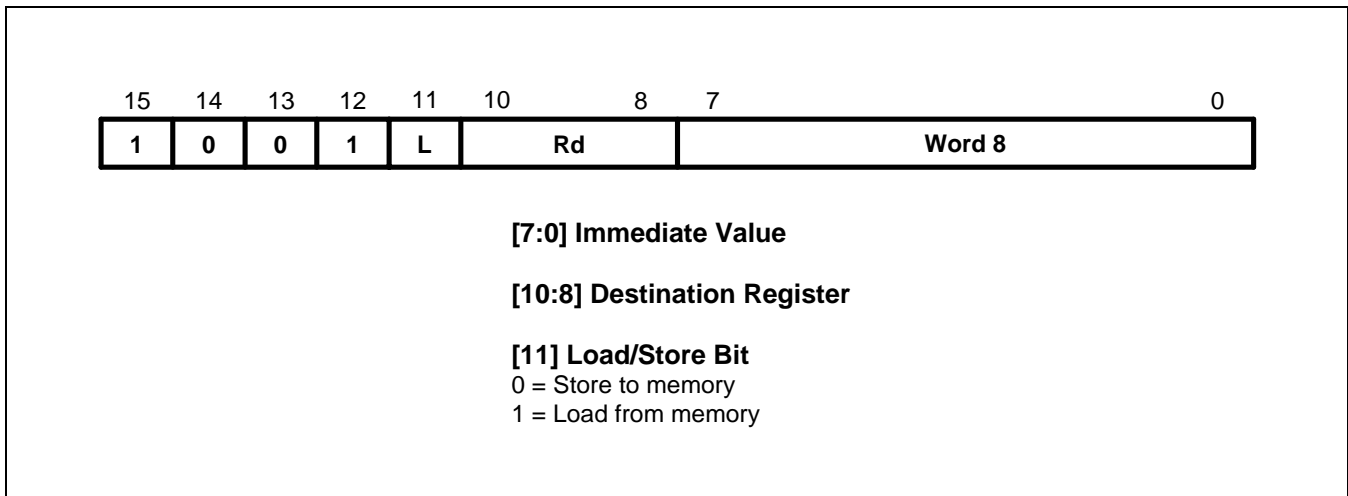 15 14 13 12 11 10 8 7 0
1 0 0 1 L Rd Word 8
[7:0] Immediate Value
[10:8] Destination Register
[11] Load/Store Bit
0 = Store to memory
1 = Load from memory